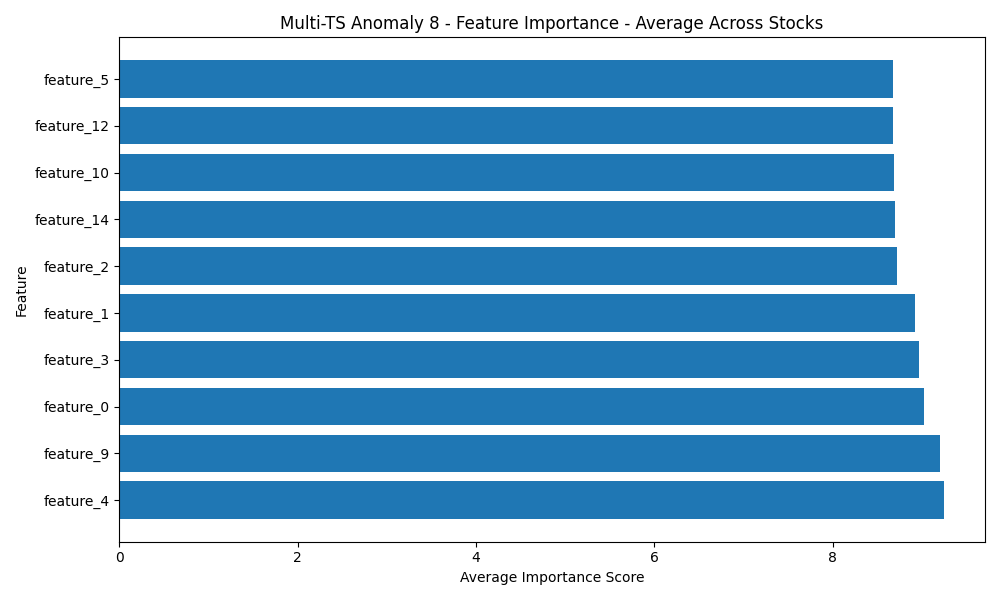 Multi-TS Anomaly 8 - Feature Importance - Average Across Stocks
Feature
feature_5
feature_12
feature_10
feature_14
feature_2
feature_1
feature_3
feature_0
feature_9
feature_4
0 2 4 6 8
Average Importance Score